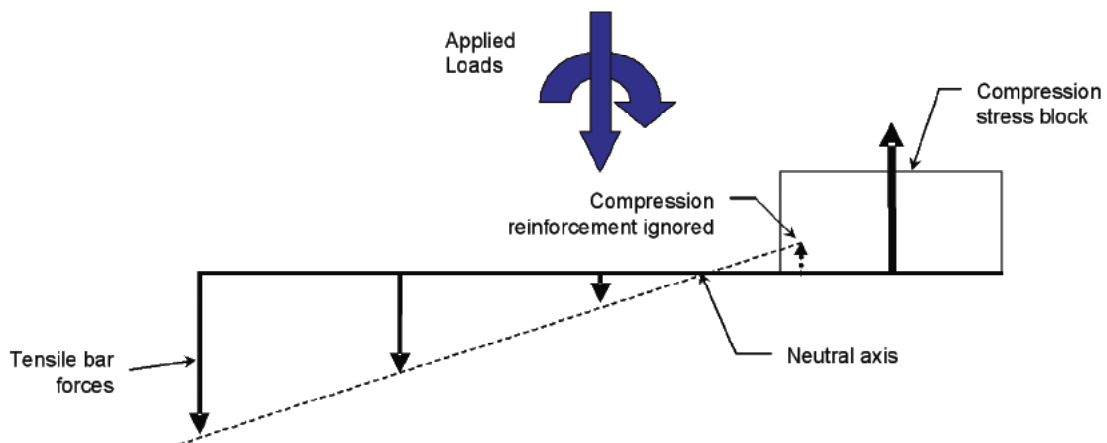 Applied
Loads
Compression
stress block
Compression
reinforcement ignored
Tensile bar
forces
Neutral axis